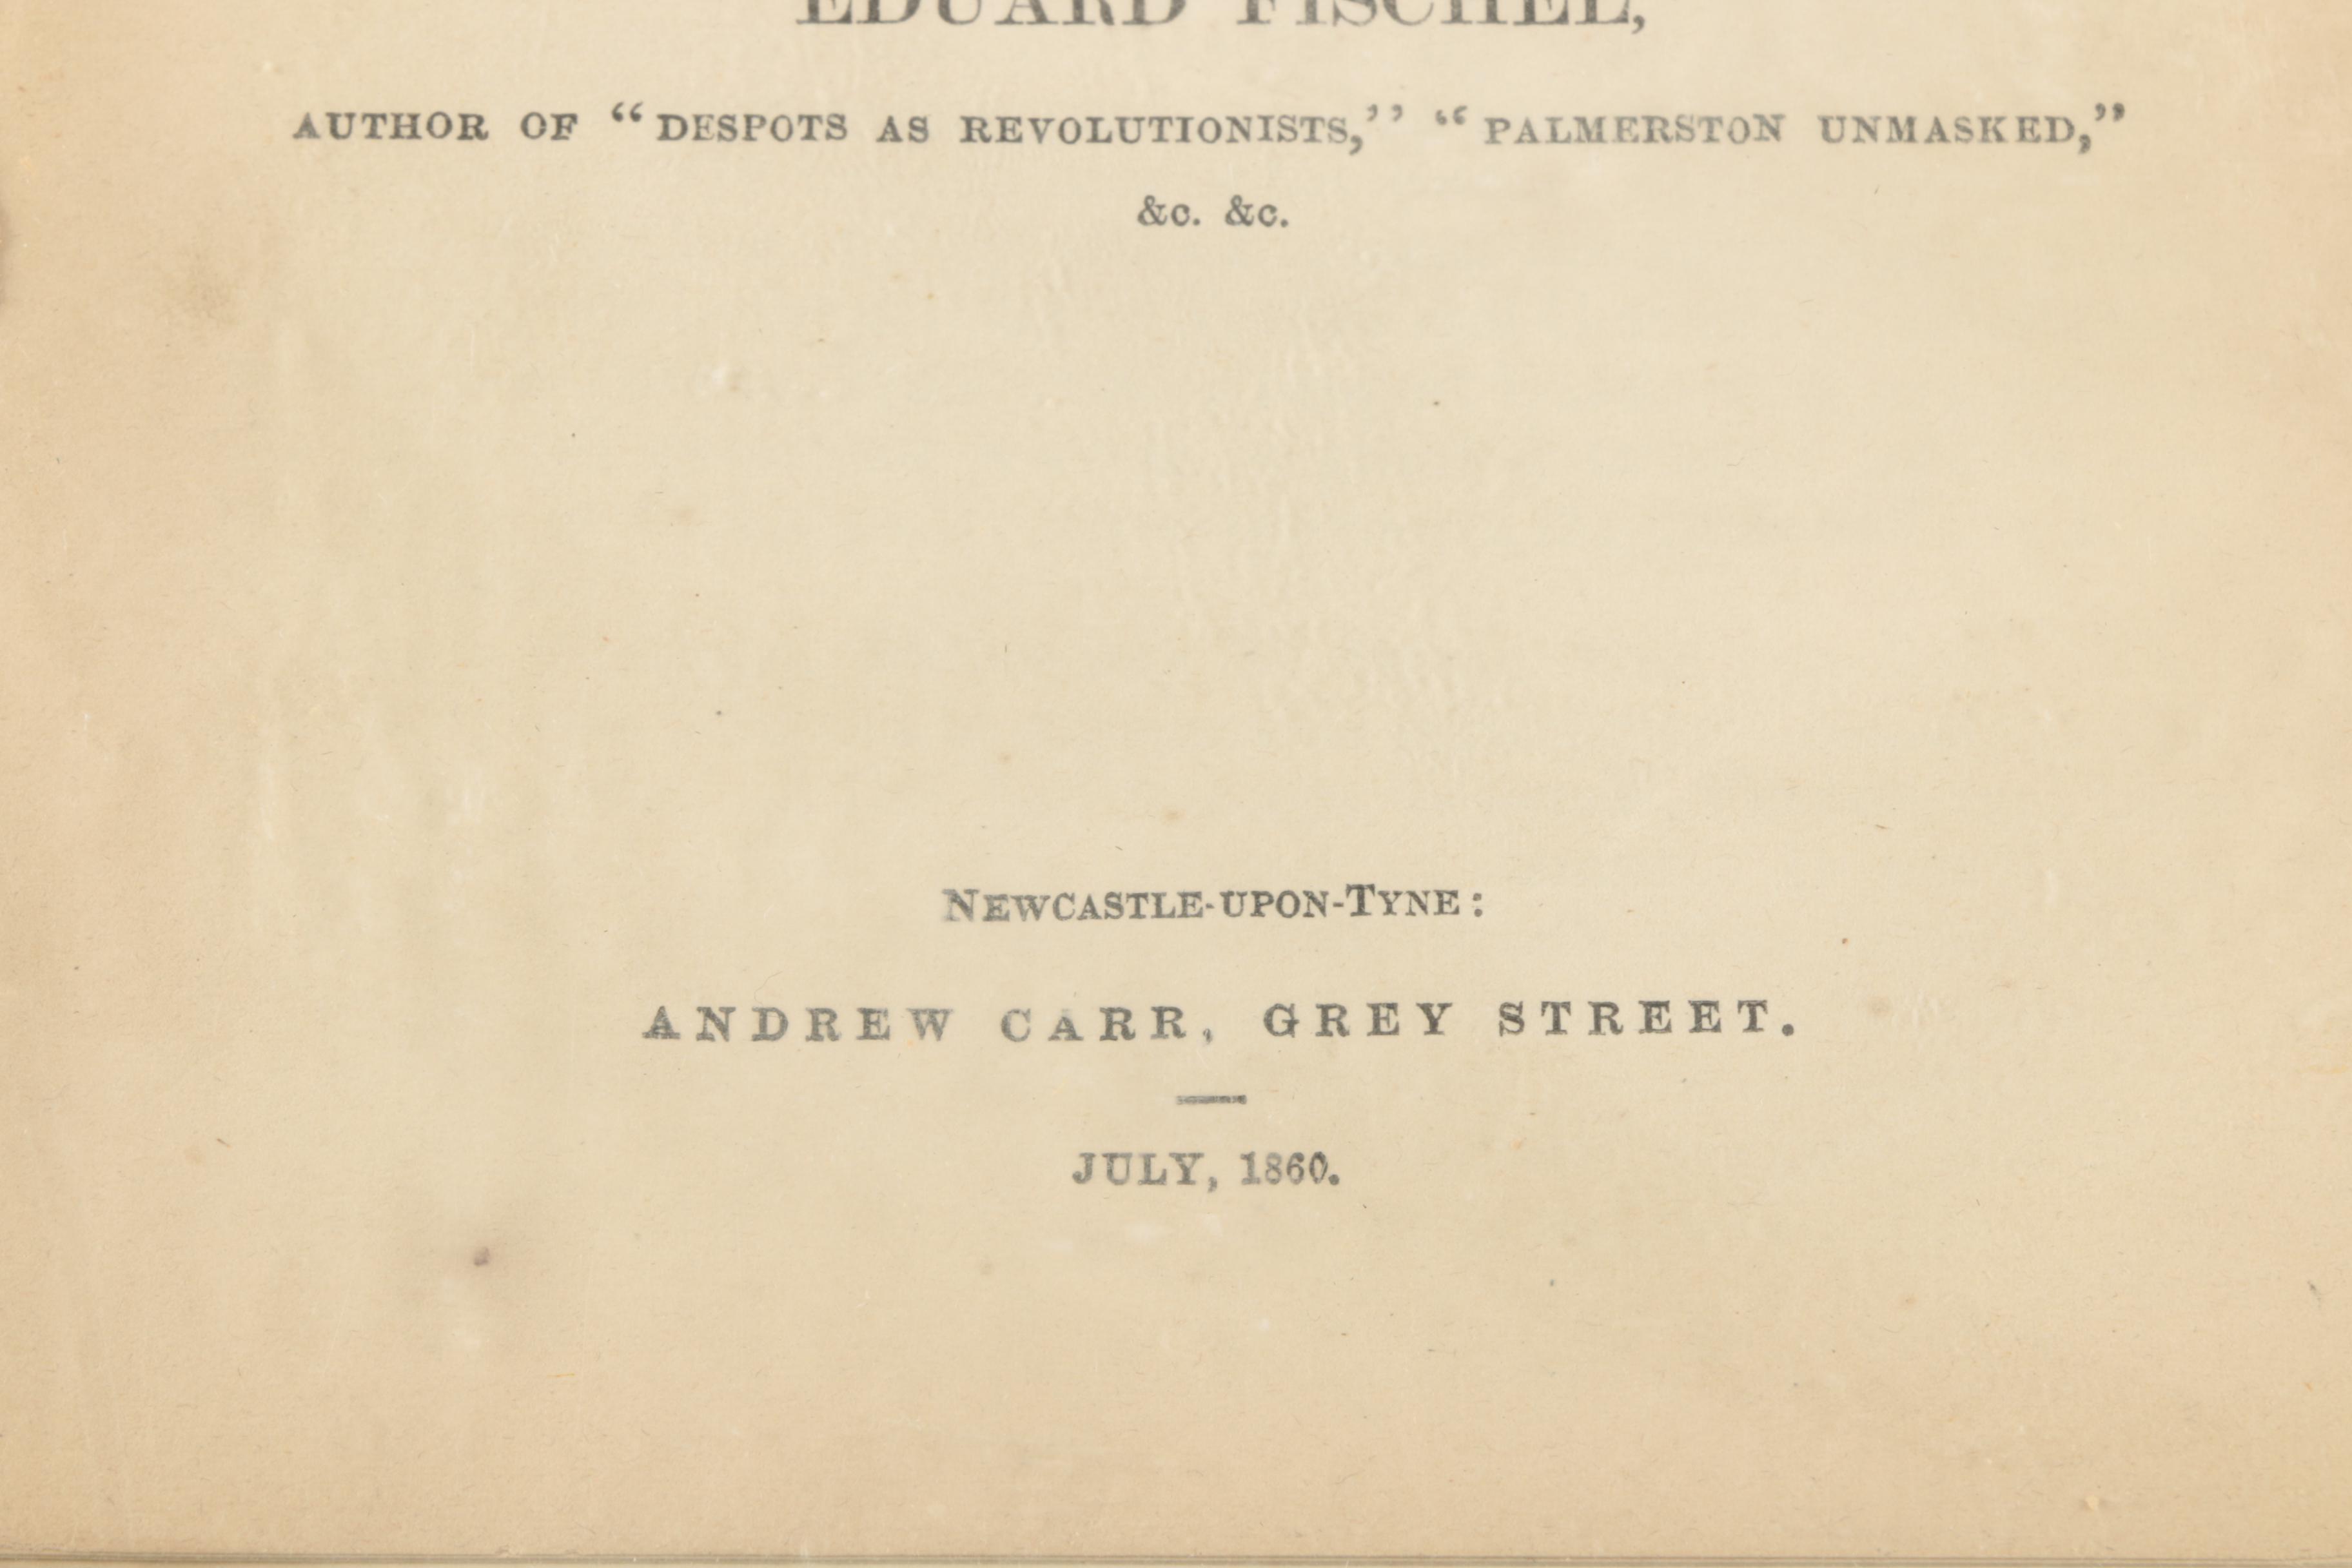 EDUARD FISCHEL,
AUTHOR OF “DESPOTS AS REVOLUTIONISTS,” “PALMERSTON UNMASKED,”
&c. &c.
NEWCASTLE-UPON-TYNE:
ANDREW CARR, GREY STREET.
JULY, 1860.